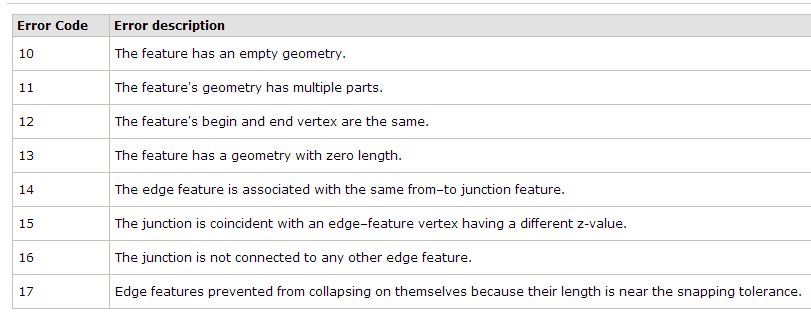 Error Code Error description
10 The feature has an empty geometry.
11 The feature's geometry has multiple parts.
12 The feature's begin and end vertex are the same.
13 The feature has a geometry with zero length.
14 The edge feature is associated with the same from–to junction feature.
15 The junction is coincident with an edge–feature vertex having a different z-value.
16 The junction is not connected to any other edge feature.
17 Edge features prevented from collapsing on themselves because their length is near the snapping tolerance.